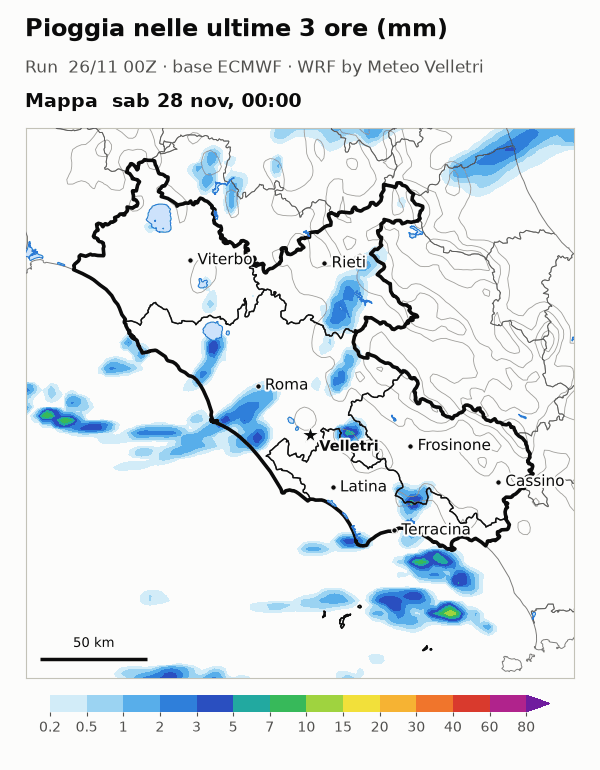 Pioggia nelle ultime 3 ore (mm)
Run  26/11 00Z · base ECMWF · WRF by Meteo Velletri
Mappa  sab 28 nov, 00:00
Viterbo
Rieti
Roma
Velletri
Frosinone
Cassino
Latina
Terracina
50 km
0.2 0.5 1 2 3 5 7 10 15 20 30 40 60 80